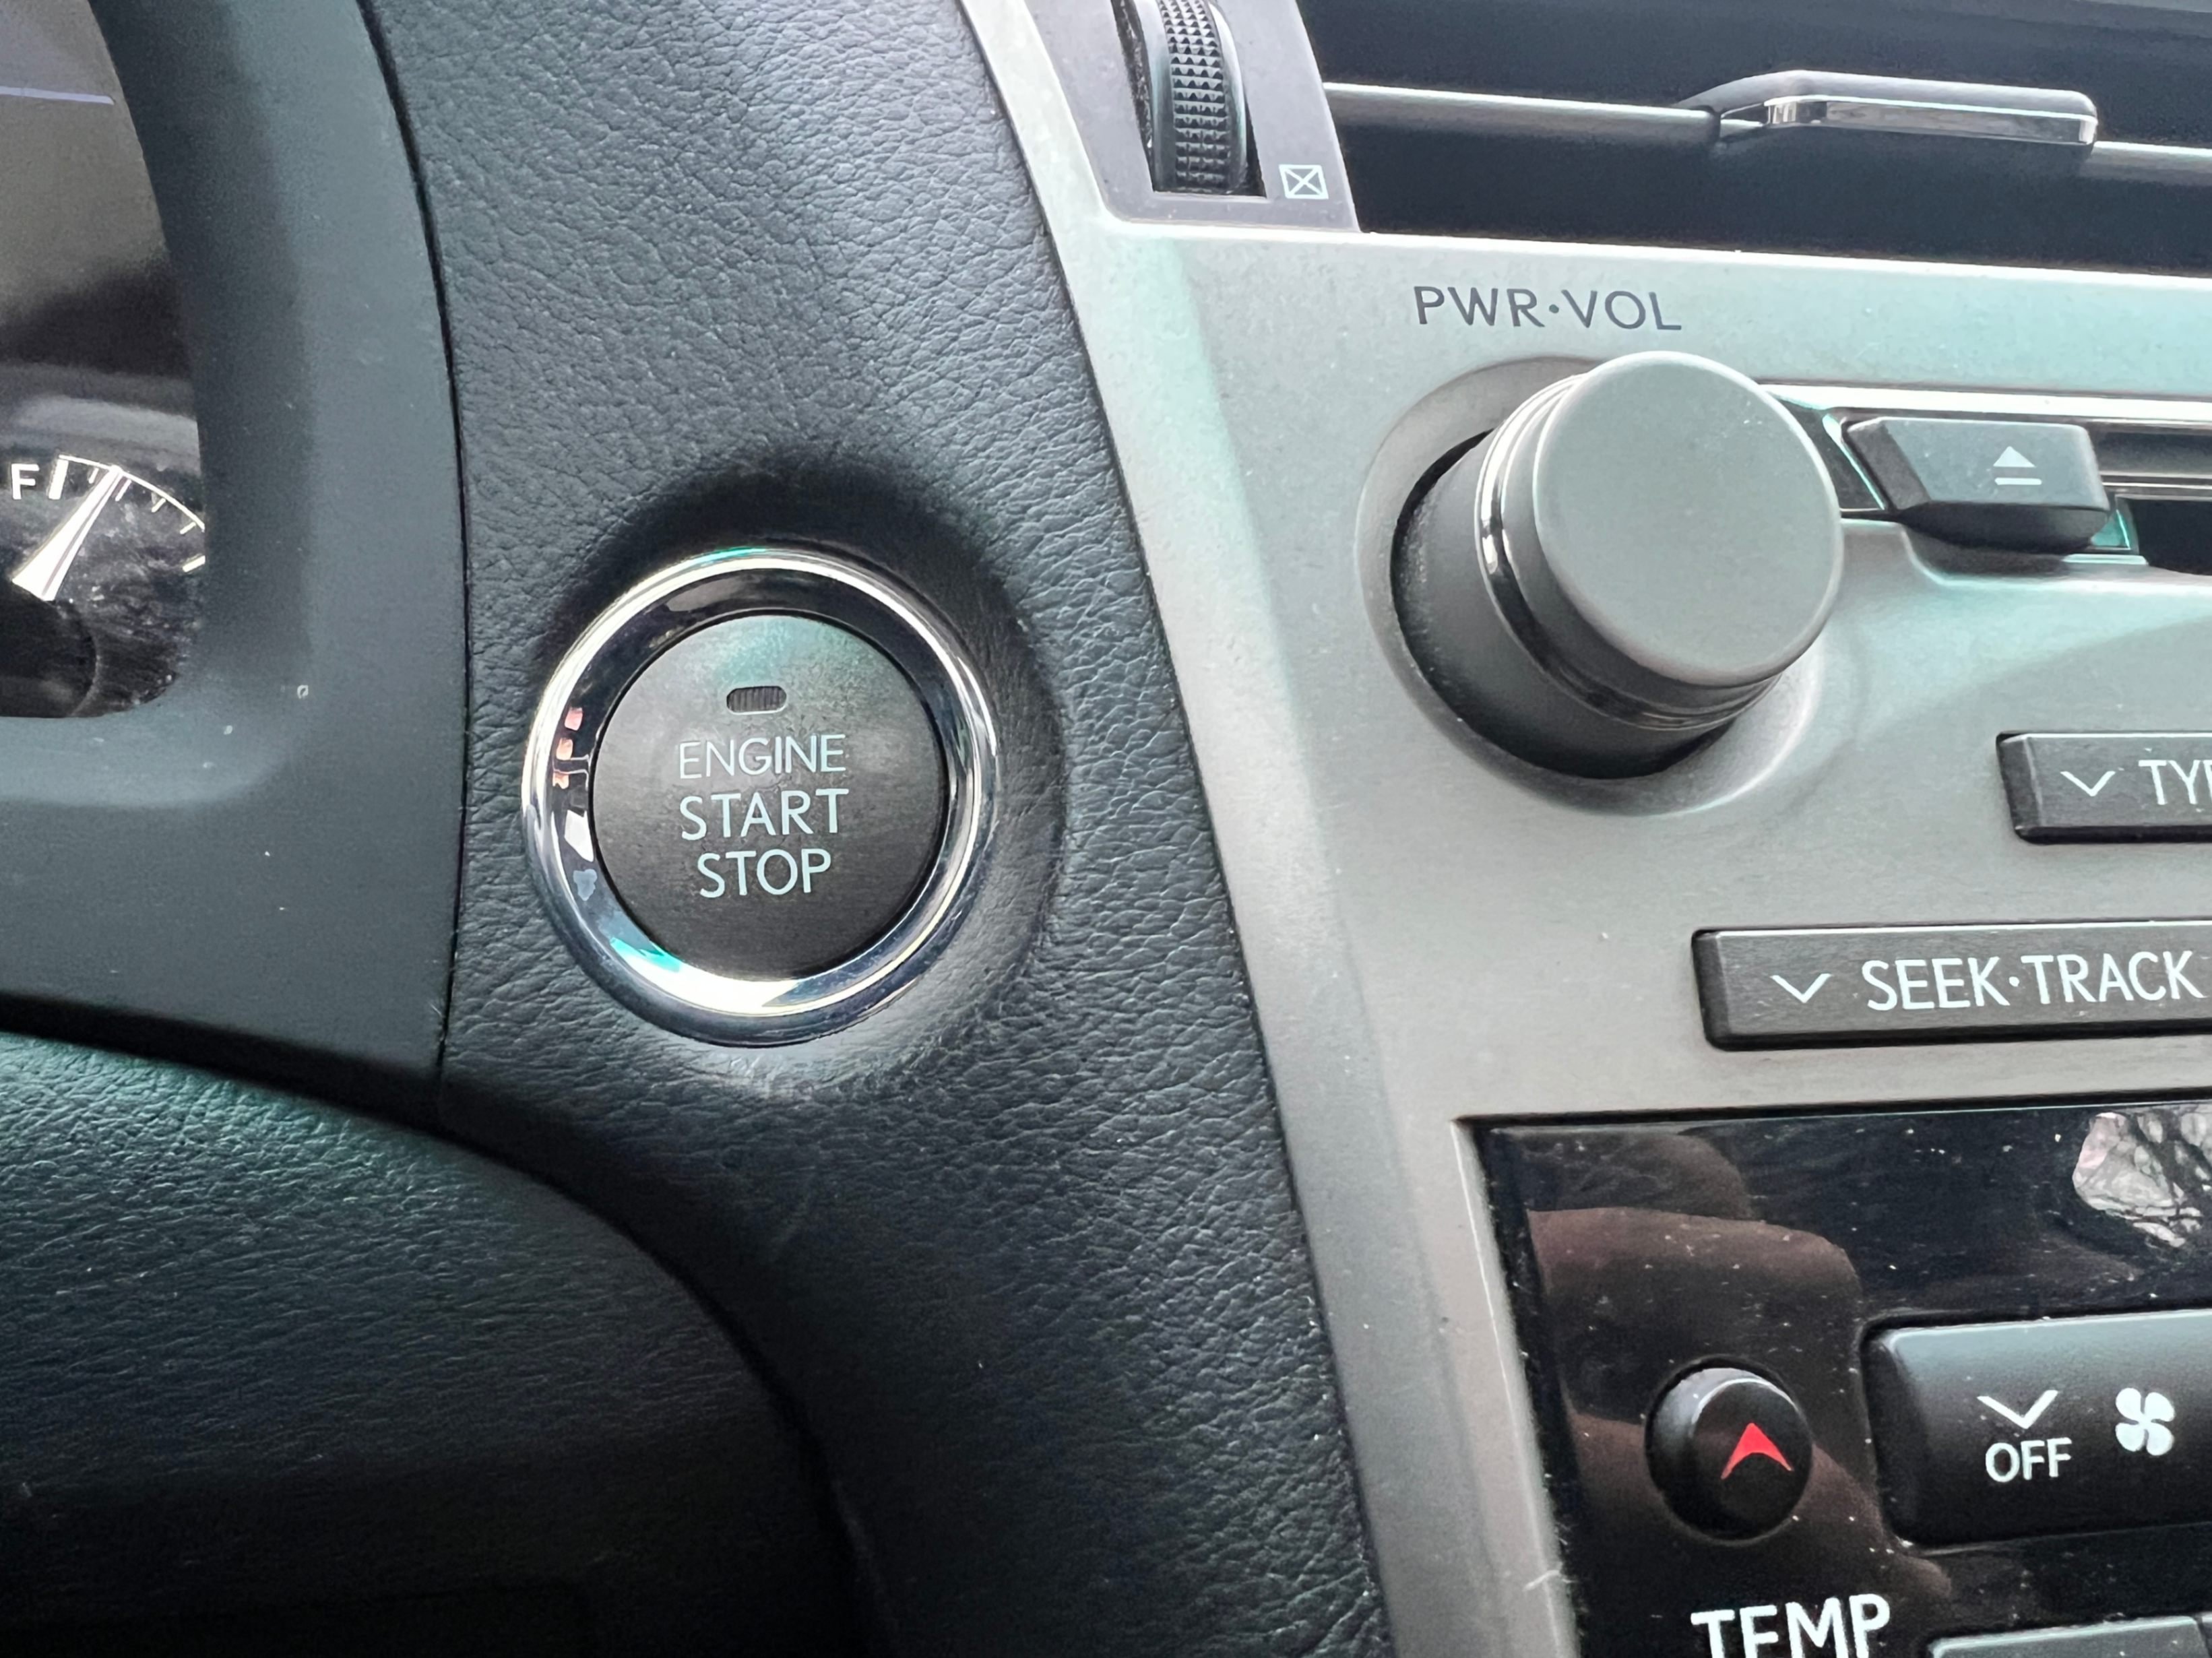 PWR·VOL
F
ENGINE
START
STOP
SEEK·TRACK
OFF
TEMP